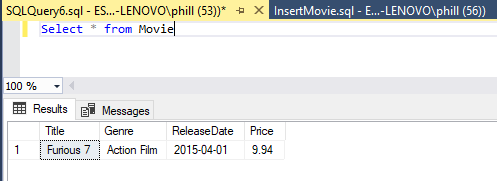 SQLQuery6.sql - ES...-LENOVO\phill (53))* InsertMovie.sql - ES...-LENOVO\phill (56))
Select * from Movie
100 %
Results Messages
Title Genre ReleaseDate Price
1 Furious 7 Action Film 2015-04-01 9.94